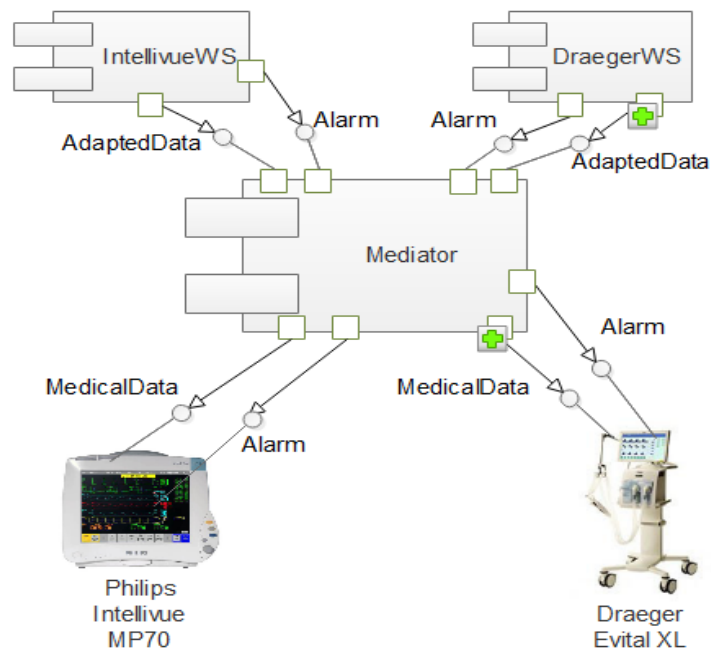 IntellivueWS
DraegerWS
Alarm
Alarm
AdaptedData
AdaptedData
Mediator
Alarm
MedicalData
MedicalData
Alarm
Philips
Intellivue
MP70
Draeger
Evital XL